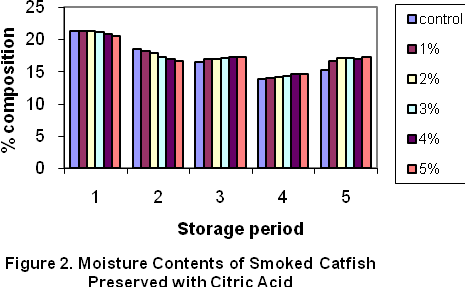 25
20
15
10
5
0
% composition
1 2 3 4 5
Storage period
control
1%
2%
3%
4%
5%
Figure 2. Moisture Contents of Smoked Catfish
Preserved with Citric Acid